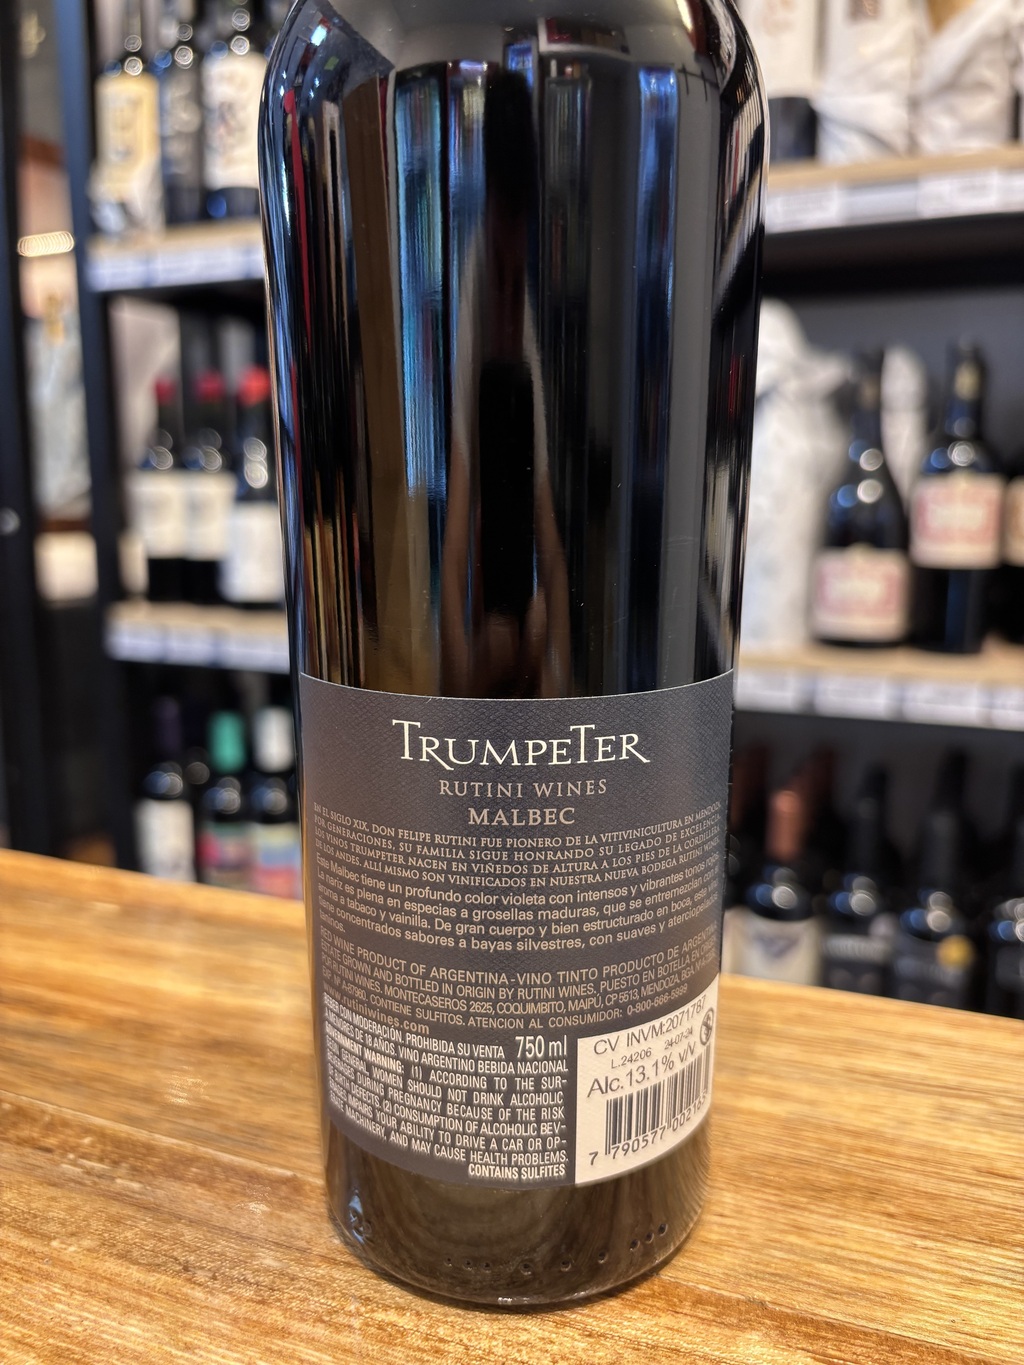 TRUMPETER
RUTINI WINES
MALBEC
EN EL SIGLO XIX, DON FELIPE RUTINI FUE PIONERO DE LA VITIVINICULTURA EN MENDOZA.
POR GENERACIONES, SU FAMILIA SIGUE HONRANDO SU LEGADO DE EXCELENCIA.
LOS VINOS TRUMPETER NACEN EN VIÑEDOS DE ALTURA A LOS PIES DE LA CORDILLERA
DE LOS ANDES. ALLÍ MISMO SON VINIFICADOS EN NUESTRA NUEVA BODEGA RUTINI
Este Malbec tiene un profundo color violeta con intensos y vibrantes tonos
La nariz es plena en especias a grosellas maduras, que se entremezclan con
aroma a tabaco y vainilla. De gran cuerpo y bien estructurado en boca, este
tiene concentrados sabores a bayas silvestres, con suaves y aterciopelados
taninos.
RED WINE PRODUCT OF ARGENTINA-VINO TINTO PRODUCTO DE ARGENTINA
ESTATE GROWN AND BOTTLED IN ORIGIN BY RUTINI WINES. PUESTO EN BOTELLA EN ORIGEN
POR RUTINI WINES. MONTECASEROS 2625, COQUIMBITO, MAIPÚ, CP 5613, MENDOZA,
CONTIENE SULFITOS. ATENCION AL CONSUMIDOR: 0-800-666-5999
rutiniwines.com
BEBER CON MODERACIÓN. PROHIBIDA SU VENTA 750 ml
A MENORES DE 18 AÑOS. VINO ARGENTINO BEBIDA NACIONAL
GOVERNMENT WARNING: (1) ACCORDING TO THE SUR-
GEON GENERAL, WOMEN SHOULD NOT DRINK ALCOHOLIC
BEVERAGES DURING PREGNANCY BECAUSE OF THE RISK
OF BIRTH DEFECTS. (2) CONSUMPTION OF ALCOHOLIC BEV-
ERAGES IMPAIRS YOUR ABILITY TO DRIVE A CAR OR OP-
ERATE MACHINERY, AND MAY CAUSE HEALTH PROBLEMS.
CONTAINS SULFITES
CV INVM:2071767
L.24206 24-07-24
Alc.13,1% v/v
7 790577